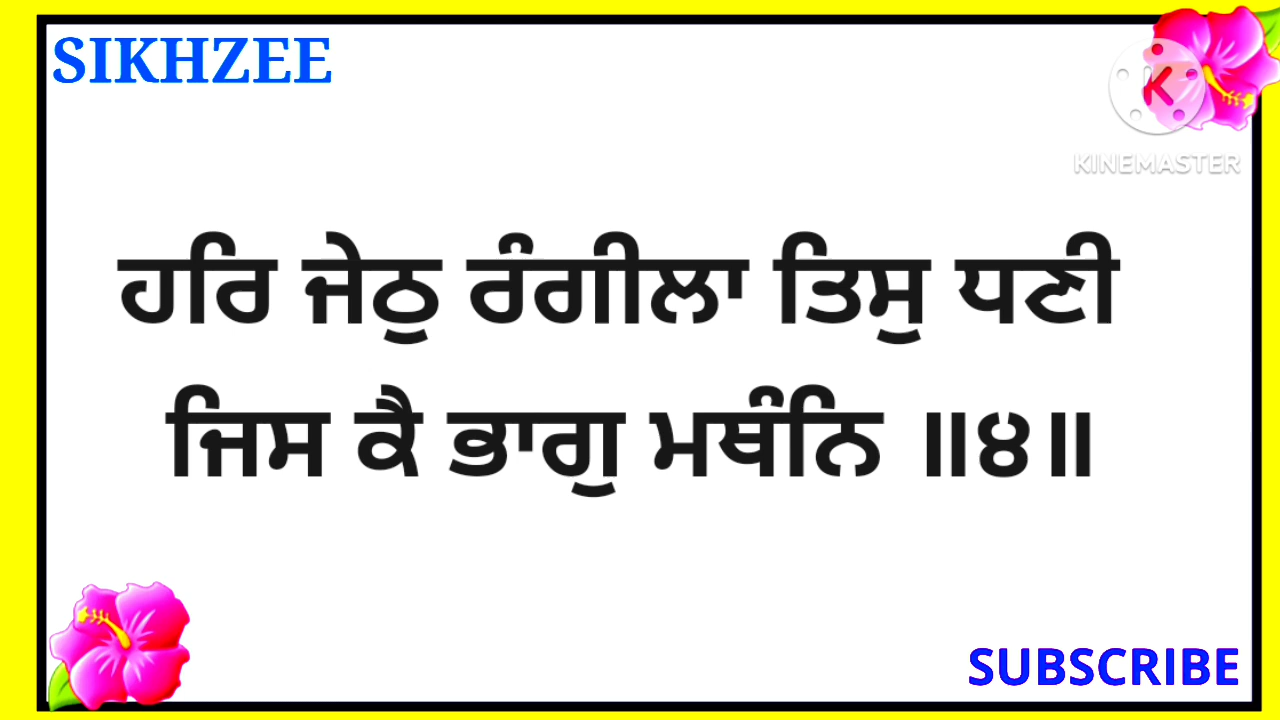 SIKHZEE
K
KINEMASTER
ਹਰਿ ਜੇਠੁ ਰੰਗੀਲਾ ਤਿਸੁ ਧਣੀ
ਜਿਸ ਕੈ ਭਾਗੁ ਮਥੰਨਿ ॥੪॥
SUBSCRIBE